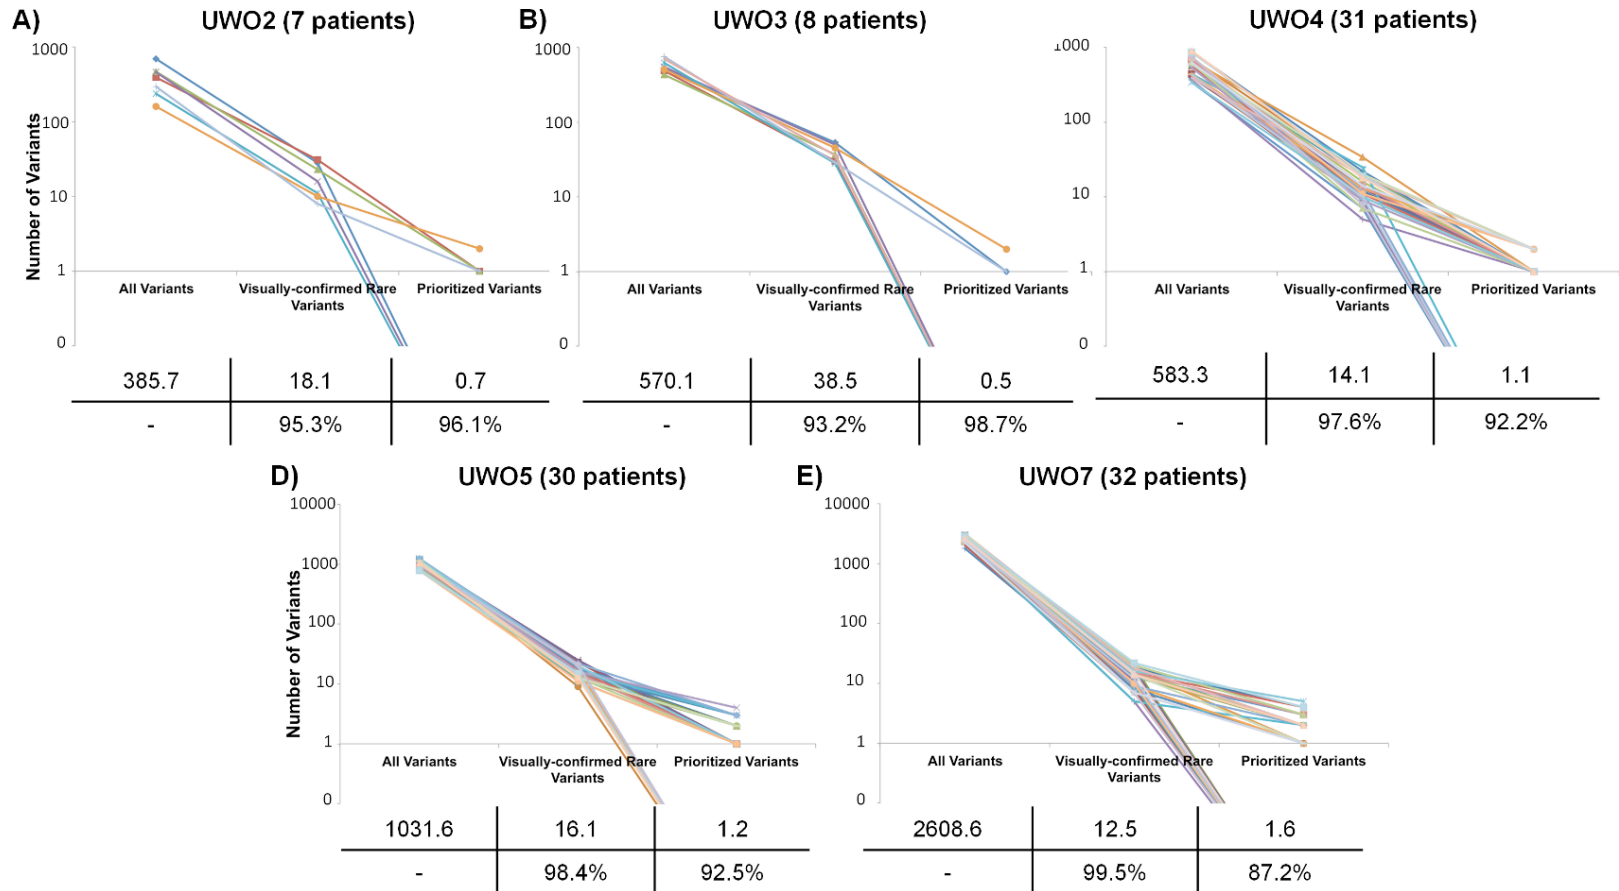 A)
UWO2 (7 patients)
Number of Variants
1000
100
10
1
0
All Variants
Visually-confirmed Rare
Variants
Prioritized Variants
385.7 18.1 0.7
- 95.3% 96.1%
B)
UWO3 (8 patients)
1000
100
10
1
0
All Variants
Visually-confirmed Rare
Variants
Prioritized Variants
570.1 38.5 0.5
- 93.2% 98.7%
UWO4 (31 patients)
1000
100
10
1
0
All Variants
Visually-confirmed Rare
Variants
Prioritized Variants
583.3 14.1 1.1
- 97.6% 92.2%
D)
UWO5 (30 patients)
Number of Variants
10000
1000
100
10
1
0
All Variants
Visually-confirmed Rare
Variants
Prioritized Variants
1031.6 16.1 1.2
- 98.4% 92.5%
E)
UWO7 (32 patients)
10000
1000
100
10
1
0
All Variants
Visually-confirmed Rare
Variants
Prioritized Variants
2608.6 12.5 1.6
- 99.5% 87.2%